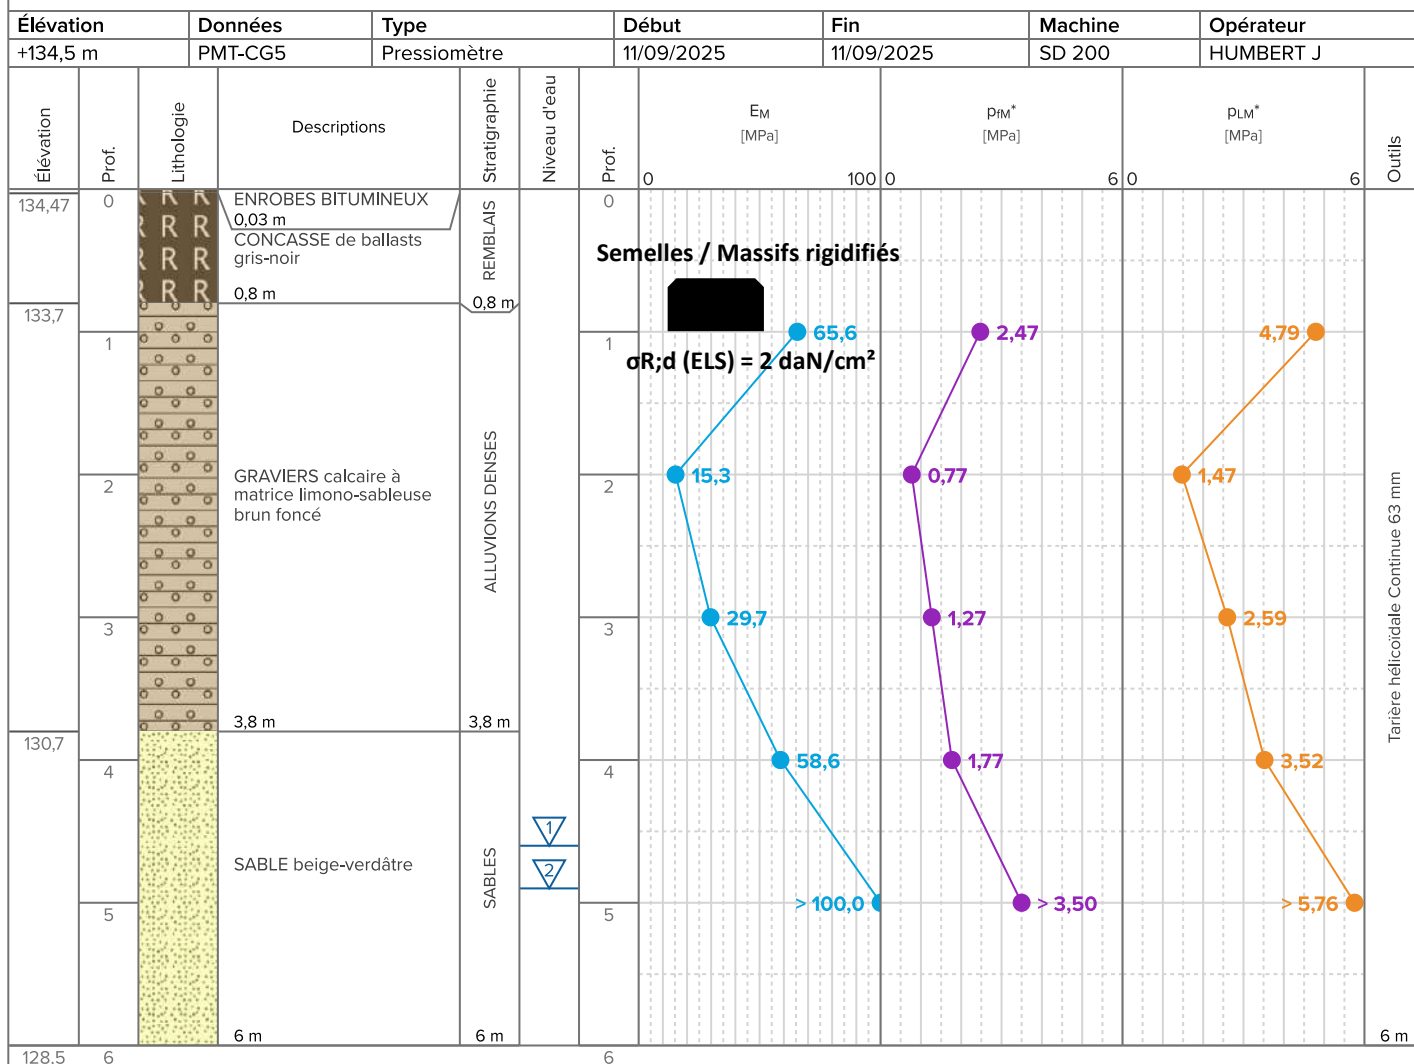 Élévation Données Type Début Fin Machine Opérateur
+134,5 m PMT-CG5 Pressiomètre 11/09/2025 11/09/2025 SD 200 HUMBERT J
Élévation Prof. Lithologie Descriptions Stratigraphie Niveau d'eau Prof. EM pfM* pLM* Outils
[MPa] [MPa] [MPa]
0 100 0 6 0 6
134,47 0 R R R ENROBES BITUMINEUX 0
0,03 m
R R R CONCASSE de ballasts
gris-noir
REMBLAIS
Semelles / Massifs rigidifiés
R R R
R R R 0,8 m 0,8 m
133,7
1 1 65,6 2,47 4,79
σR;d (ELS) = 2 daN/cm²
GRAVIERS calcaire à
matrice limono-sableuse
brun foncé
ALLUVIONS DENSES
2 2 15,3 0,77 1,47
Tarière hélicoïdale Continue 63 mm
3 3 29,7 1,27 2,59
3,8 m 3,8 m
130,7
4 4 58,6 1,77 3,52
1
SABLE beige-verdâtre SABLES 2
5 5 > 100,0 > 3,50 > 5,76
6 m 6 m 6 m
128,5 6 6